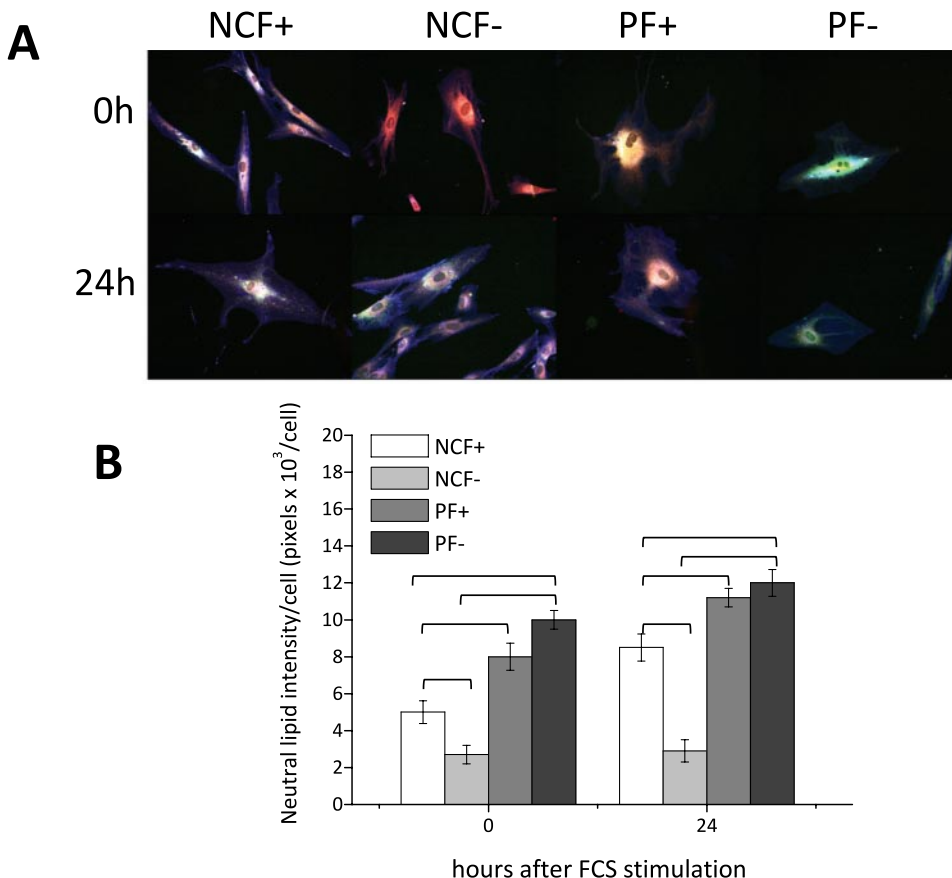 A
NCF+ NCF- PF+ PF-
0h
24h
B
Neutral lipid intensity/cell (pixels x 10³/cell)
20
18
16
14
12
10
8
6
4
2
0
NCF+
NCF-
PF+
PF-
0 24
hours after FCS stimulation